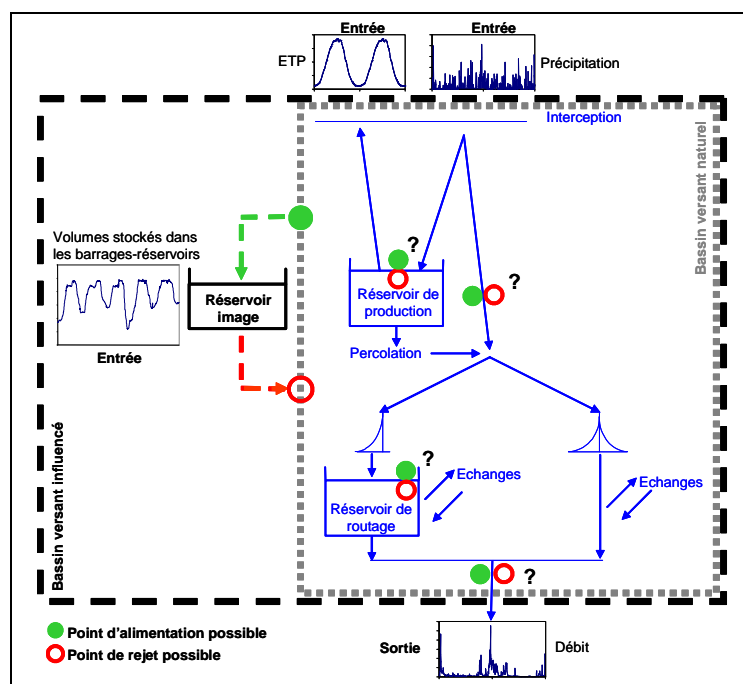 Entrée
Entrée
ETP
Précipitation
Interception
Bassin versant naturel
Volumes stockés dans
les barrages-réservoirs
Réservoir
image
Entrée
?
Réservoir de
production
?
Percolation
?
Echanges
Echanges
Réservoir de
routage
?
Bassin versant influencé
Point d'alimentation possible
Point de rejet possible
Sortie
Débit